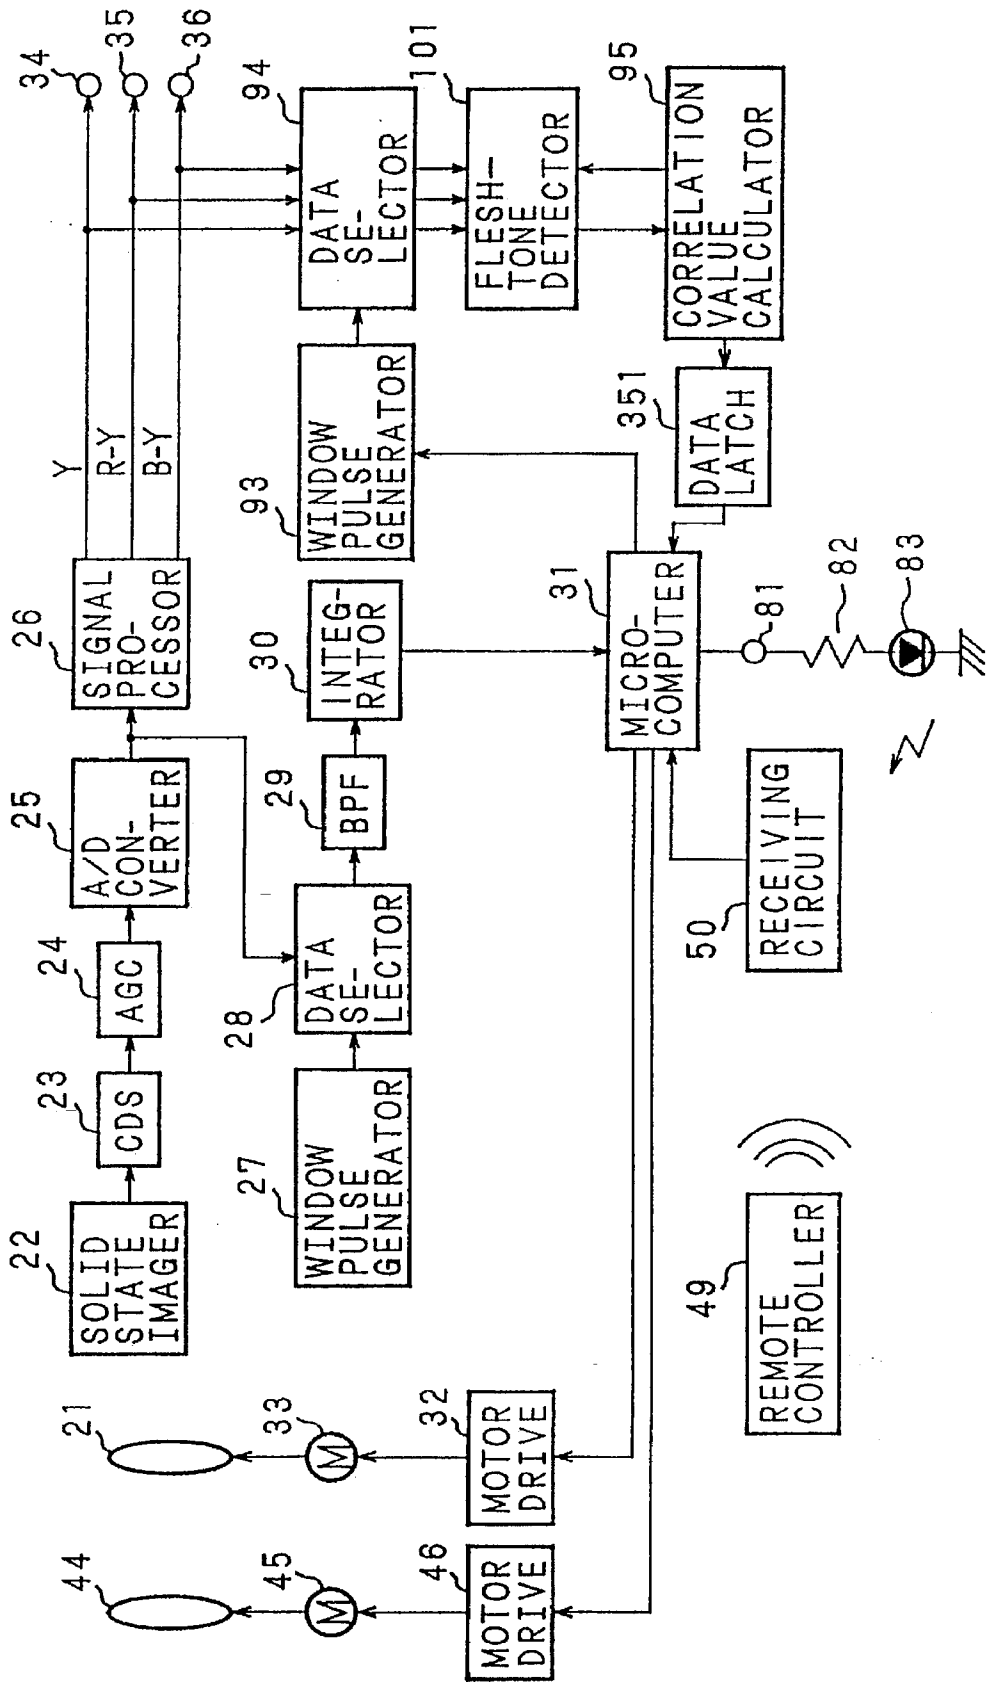 44
21
22
SOLID
STATE
IMAGER
23
CDS
24
AGC
25
A/D
CON-
VERTER
26
SIGNAL
PRO-
CESSOR
Y
R-Y
B-Y
34
35
36
45
M
33
M
27
WINDOW
PULSE
GENERATOR
28
DATA
SE-
LECTOR
29
BPF
30
INTEG-
RATOR
93
WINDOW
PULSE
GENERATOR
94
DATA
SE-
LECTOR
46
MOTOR
DRIVE
32
MOTOR
DRIVE
101
FLESH-
TONE
DETECTOR
31
MICRO-
COMPUTER
351
DATA
LATCH
95
CORRELATION
VALUE
CALCULATOR
49
REMOTE
CONTROLLER
50
RECEIVING
CIRCUIT
81
82
83